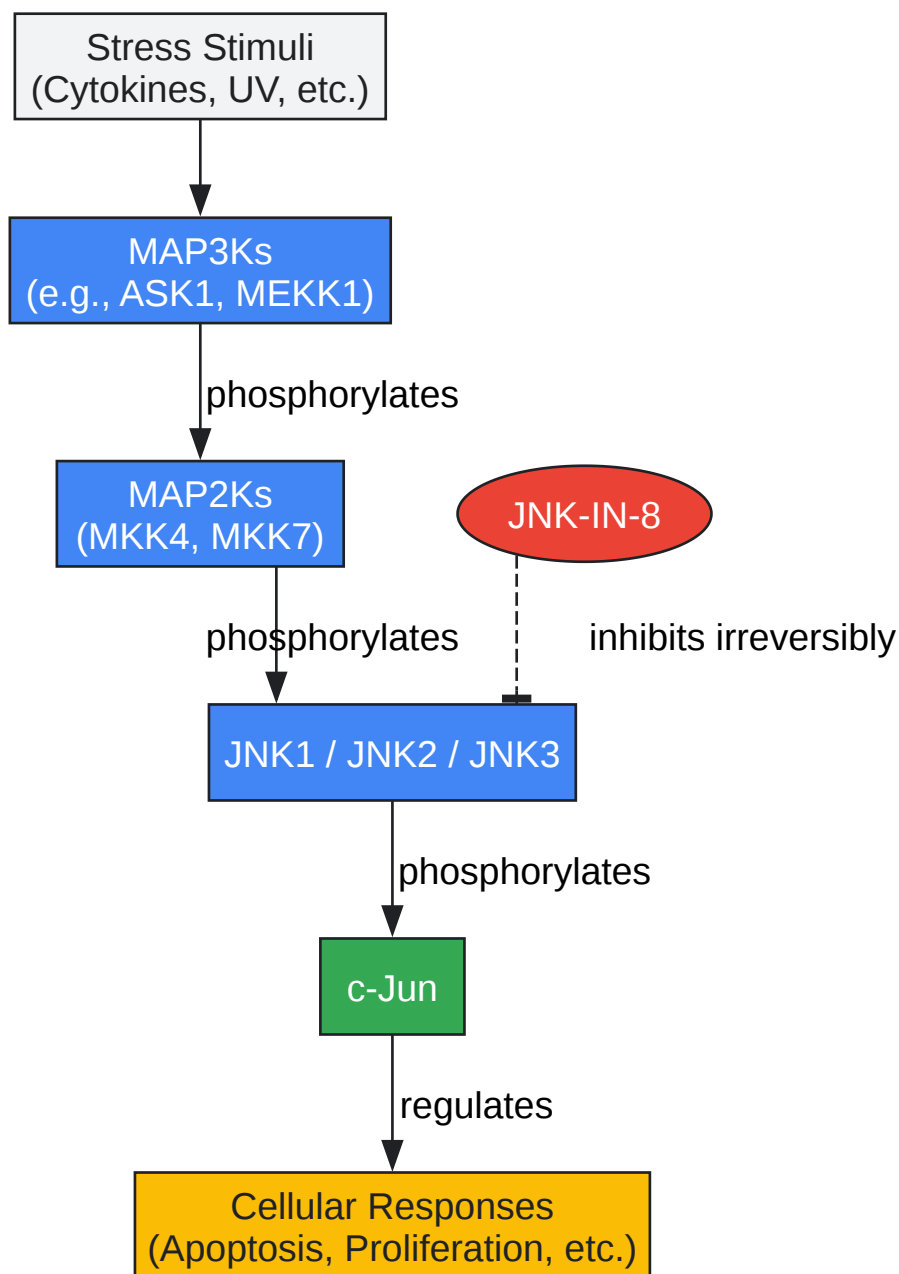 Stress Stimuli
(Cytokines, UV, etc.)
MAP3Ks
(e.g., ASK1, MEKK1)
phosphorylates
MAP2Ks
(MKK4, MKK7)
JNK-IN-8
phosphorylates
inhibits irreversibly
JNK1 / JNK2 / JNK3
phosphorylates
c-Jun
regulates
Cellular Responses
(Apoptosis, Proliferation, etc.)